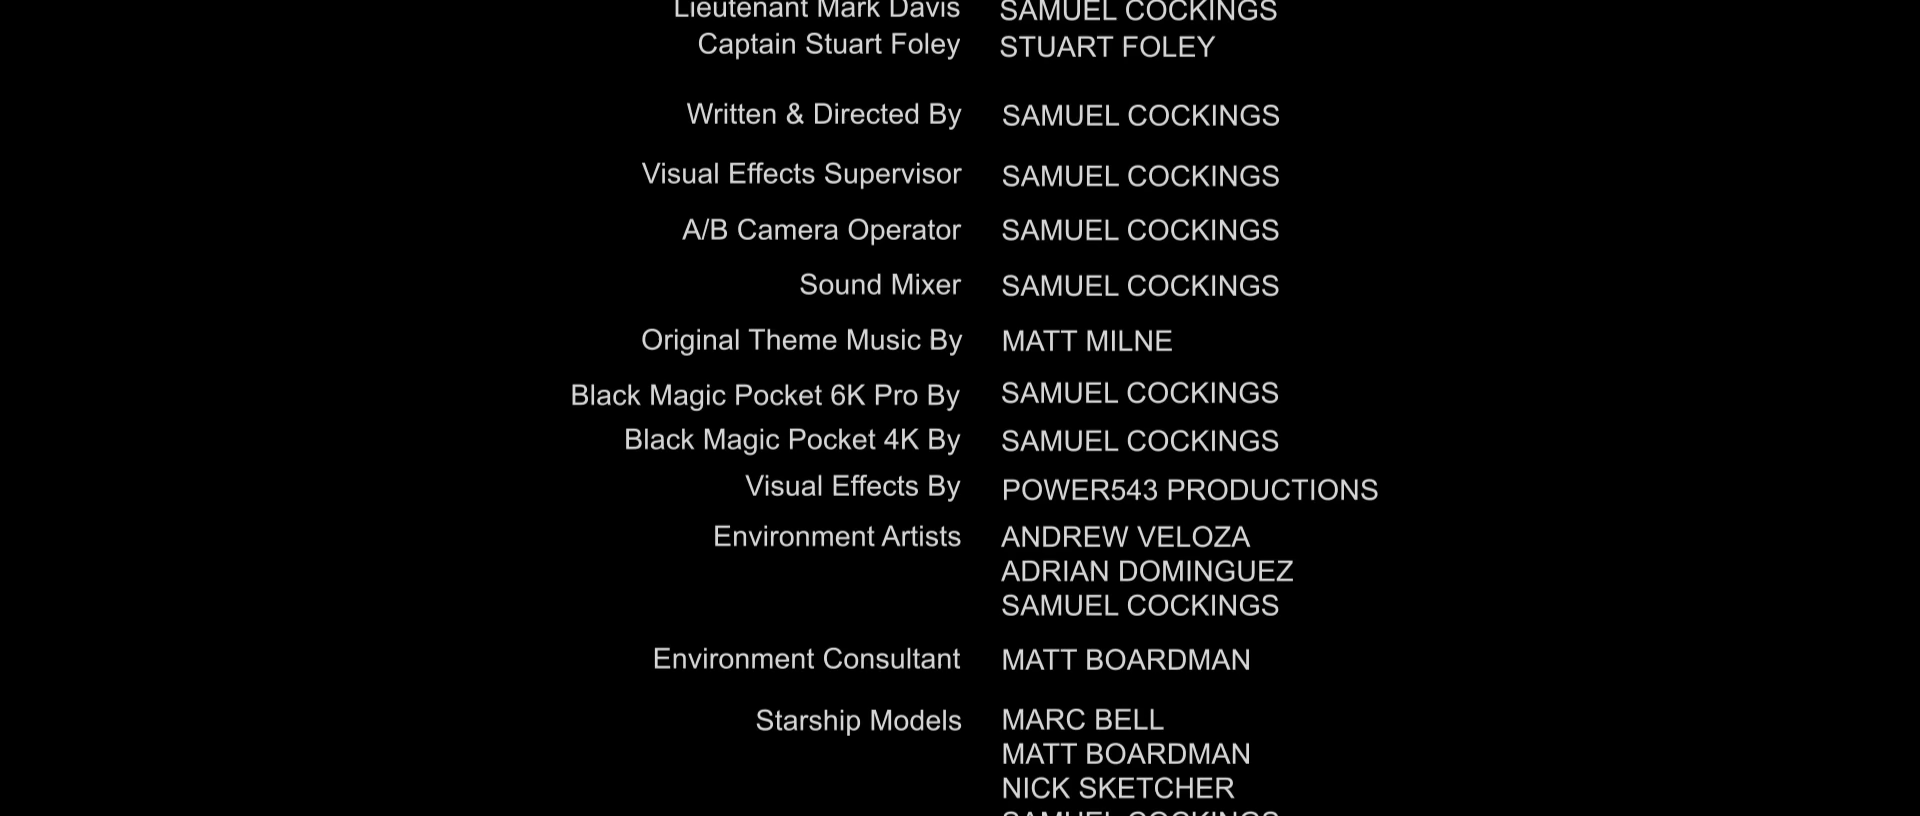 Lieutenant Mark Davis SAMUEL COCKINGS
Captain Stuart Foley STUART FOLEY
Written & Directed By SAMUEL COCKINGS
Visual Effects Supervisor SAMUEL COCKINGS
A/B Camera Operator SAMUEL COCKINGS
Sound Mixer SAMUEL COCKINGS
Original Theme Music By MATT MILNE
Black Magic Pocket 6K Pro By SAMUEL COCKINGS
Black Magic Pocket 4K By SAMUEL COCKINGS
Visual Effects By POWER543 PRODUCTIONS
Environment Artists ANDREW VELOZA
ADRIAN DOMINGUEZ
SAMUEL COCKINGS
Environment Consultant MATT BOARDMAN
Starship Models MARC BELL
MATT BOARDMAN
NICK SKETCHER
SAMUEL COCKINGS